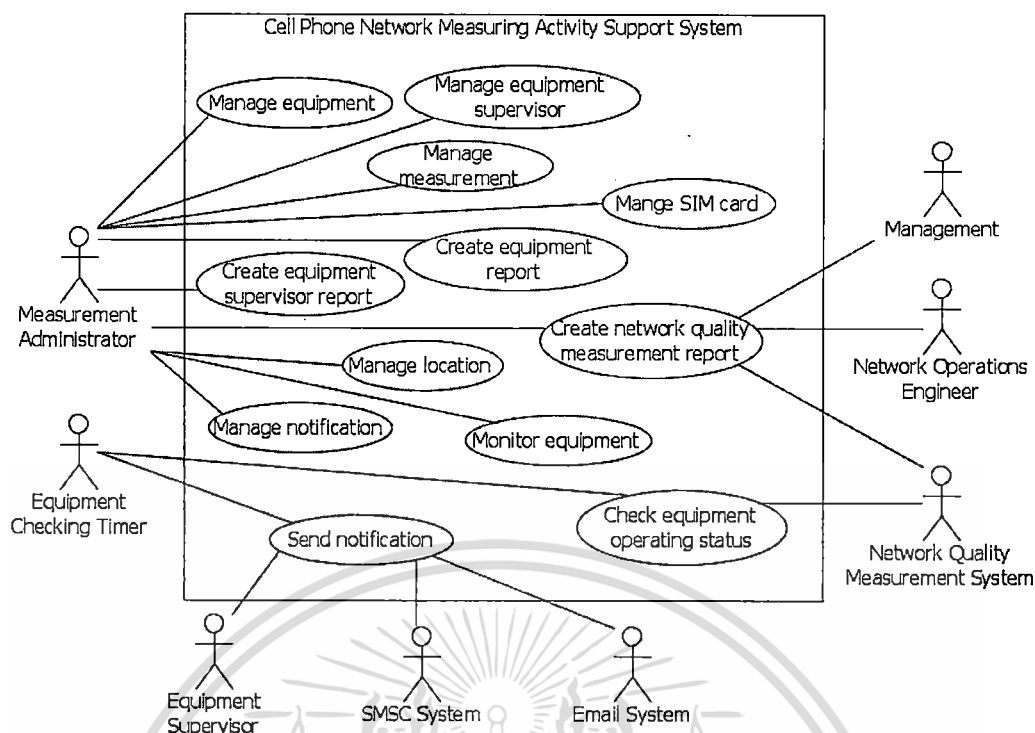 Cell Phone Network Measuring Activity Support System
Manage equipment
Manage equipment
supervisor
Manage
measurement
Mange SIM card
Management
Create equipment
report
Create equipment
supervisor report
Measurement
Administrator
Create network quality
measurement report
Network Operations
Engineer
Manage location
Manage notification
Monitor equipment
Equipment
Checking Timer
Check equipment
operating status
Send notification
Network Quality
Measurement System
Equipment
Supervisor
SMSC System
Email System